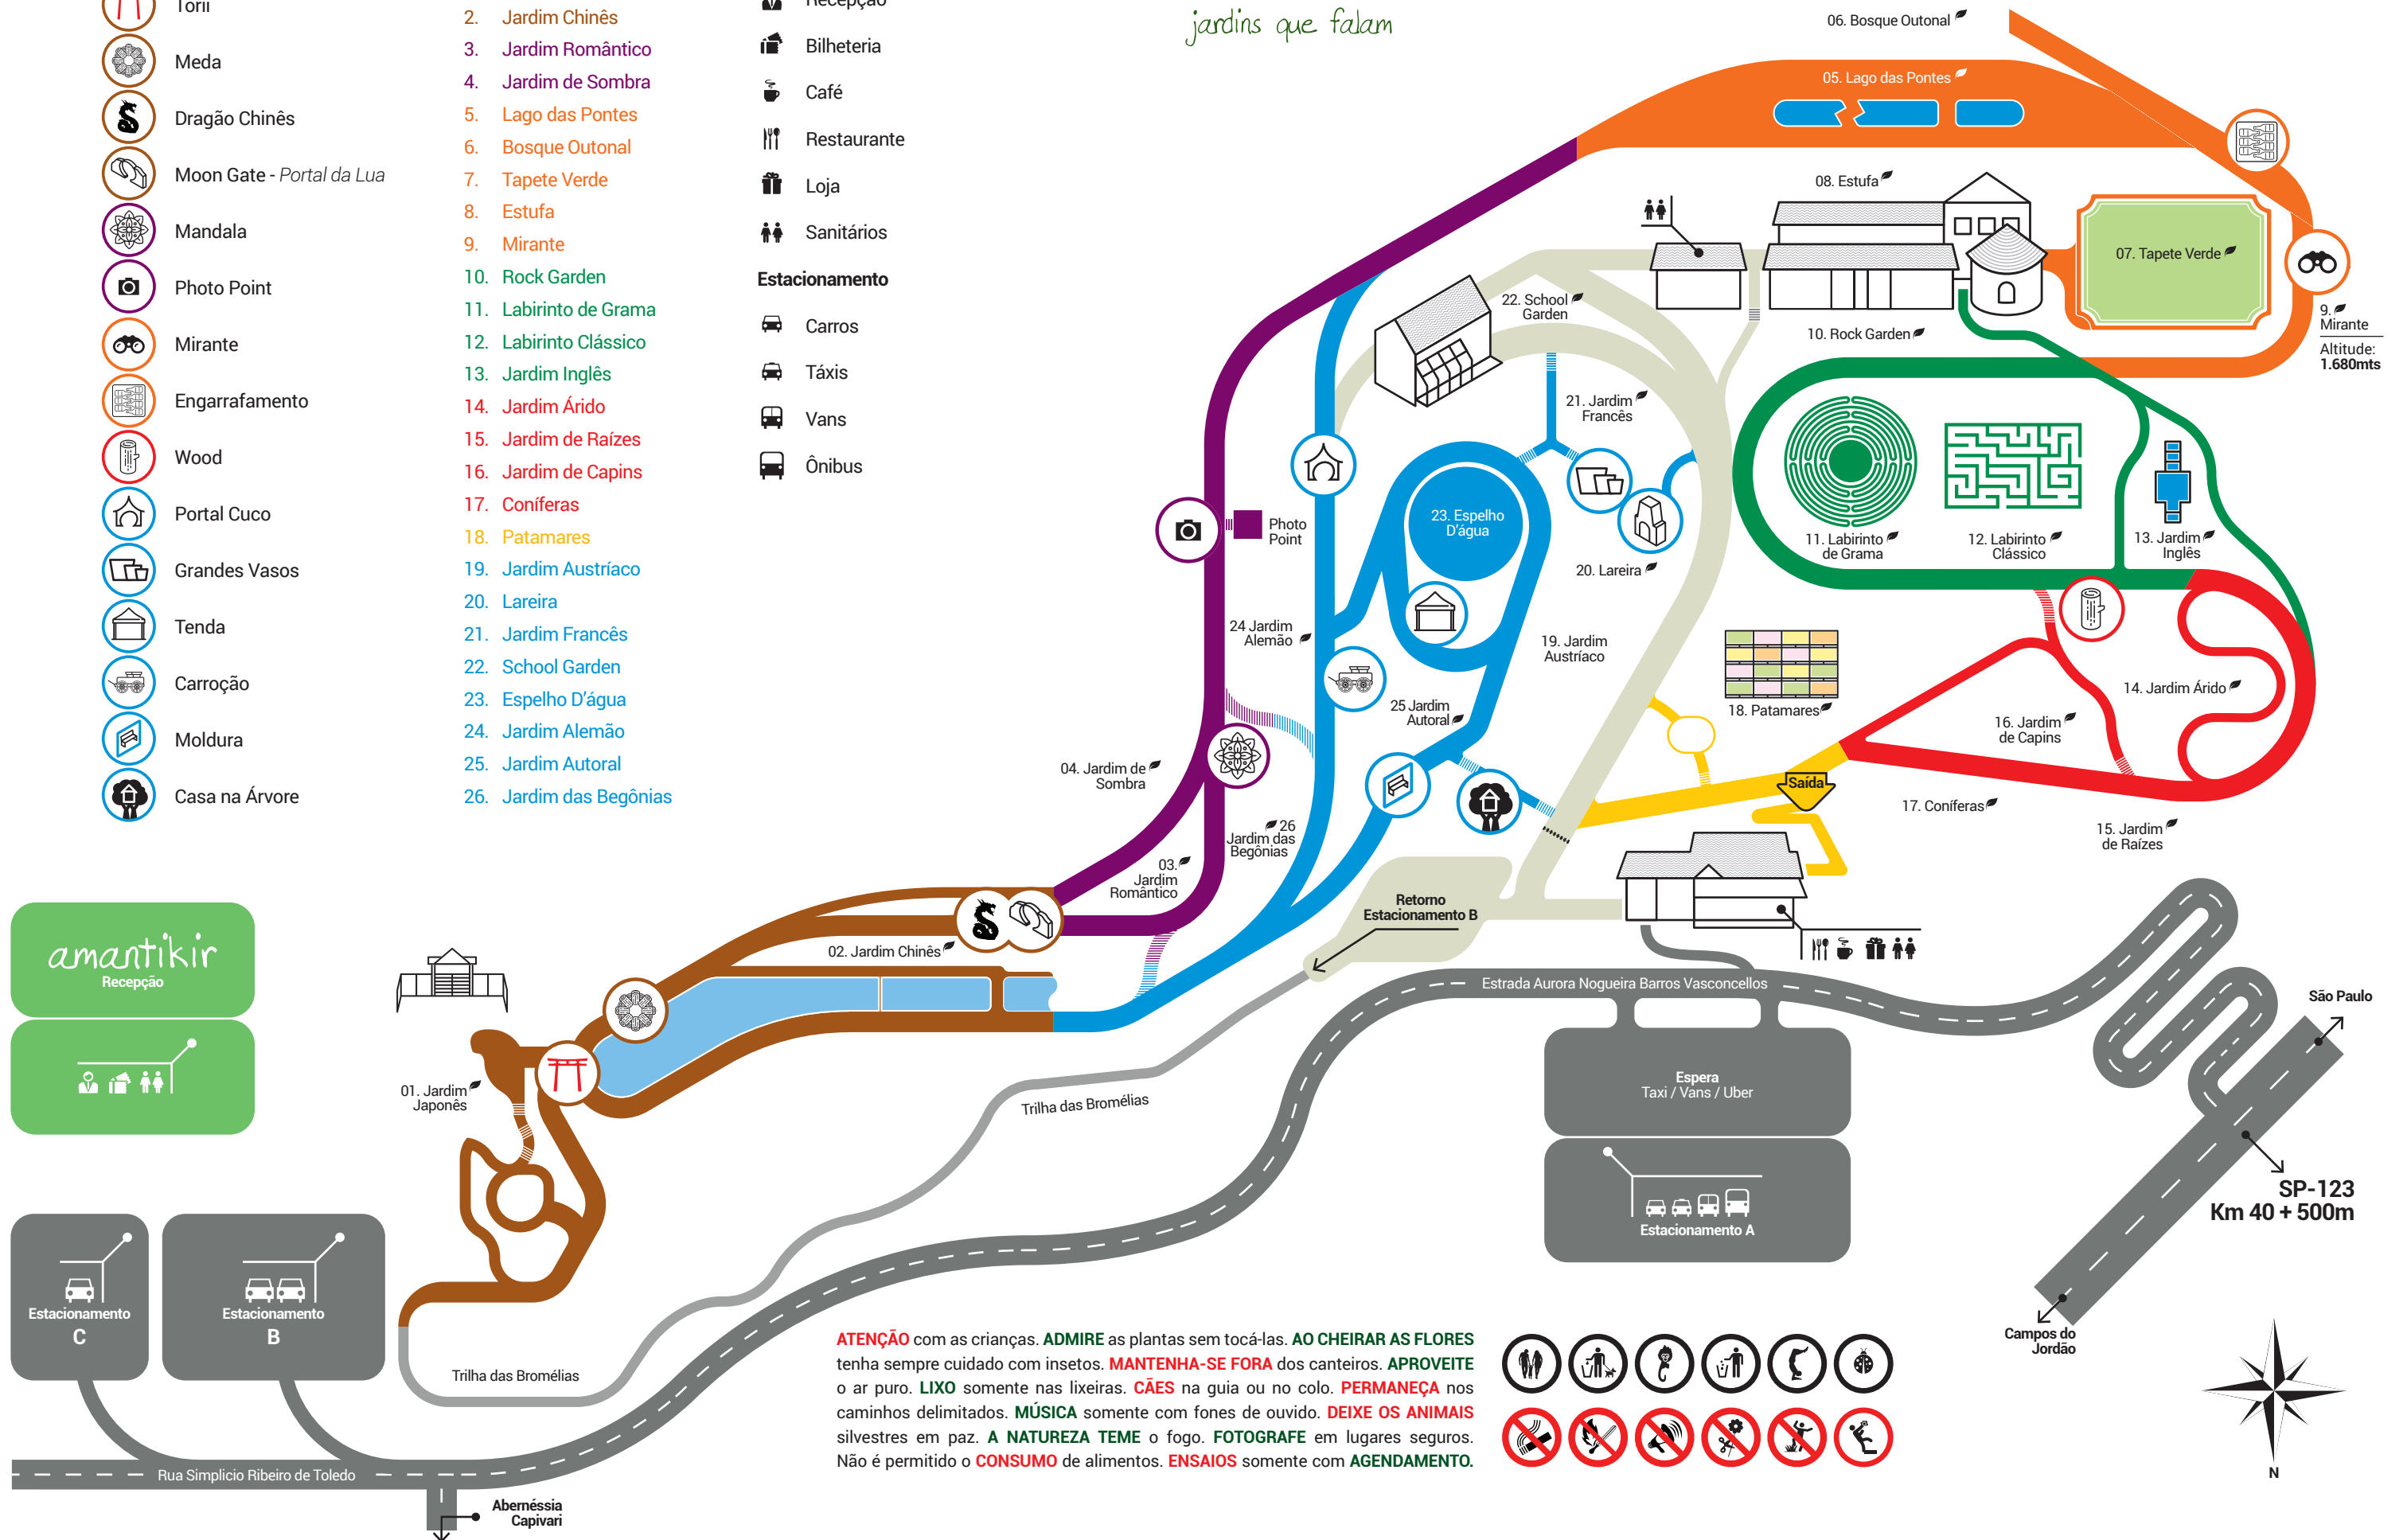 Torii
Meda
Dragão Chinês
Moon Gate - Portal da Lua
Mandala
Photo Point
Mirante
Engarrafamento
Wood
Portal Cuco
Grandes Vasos
Tenda
Carroção
Moldura
Casa na Árvore
2. Jardim Chinês
3. Jardim Romântico
4. Jardim de Sombra
5. Lago das Pontes
6. Bosque Outonal
7. Tapete Verde
8. Estufa
9. Mirante
10. Rock Garden
11. Labirinto de Grama
12. Labirinto Clássico
13. Jardim Inglês
14. Jardim Árido
15. Jardim de Raízes
16. Jardim de Capins
17. Coníferas
18. Patamares
19. Jardim Austríaco
20. Lareira
21. Jardim Francês
22. School Garden
23. Espelho D'água
24. Jardim Alemão
25. Jardim Autoral
26. Jardim das Begônias
Recepção
Bilheteria
Café
Restaurante
Loja
Sanitários
Estacionamento
Carros
Táxis
Vans
Ônibus
jardins que falam
06. Bosque Outonal
05. Lago das Pontes
08. Estufa
07. Tapete Verde
22. School
Garden
10. Rock Garden
9.
Mirante
Altitude:
1.680mts
21. Jardim
Francês
23. Espelho
D'água
Photo
Point
11. Labirinto
de Grama
12. Labirinto
Clássico
13. Jardim
Inglês
20. Lareira
24 Jardim
Alemão
19. Jardim
Austríaco
25 Jardim
Autoral
18. Patamares
14. Jardim Árido
16. Jardim
de Capins
04. Jardim de
Sombra
Saída
17. Coníferas
26
Jardim das
Begônias
15. Jardim
de Raízes
03.
Jardim
Romântico
Retorno
Estacionamento B
02. Jardim Chinês
amantikir
Recepção
Estrada Aurora Nogueira Barros Vasconcellos
São Paulo
01. Jardim
Japonês
Trilha das Bromélias
Espera
Taxi / Vans / Uber
SP-123
Km 40 + 500m
Estacionamento A
Estacionamento
C
Estacionamento
B
Campos do
Jordão
Trilha das Bromélias
ATENÇÃO com as crianças. ADMIRE as plantas sem tocá-las. AO CHEIRAR AS FLORES
tenha sempre cuidado com insetos. MANTENHA-SE FORA dos canteiros. APROVEITE
o ar puro. LIXO somente nas lixeiras. CÃES na guia ou no colo. PERMANEÇA nos
caminhos delimitados. MÚSICA somente com fones de ouvido. DEIXE OS ANIMAIS
silvestres em paz. A NATUREZA TEME o fogo. FOTOGRAFE em lugares seguros.
Não é permitido o CONSUMO de alimentos. ENSAIOS somente com AGENDAMENTO.
N
Rua Simplicio Ribeiro de Toledo
Abernéssia
Capivari